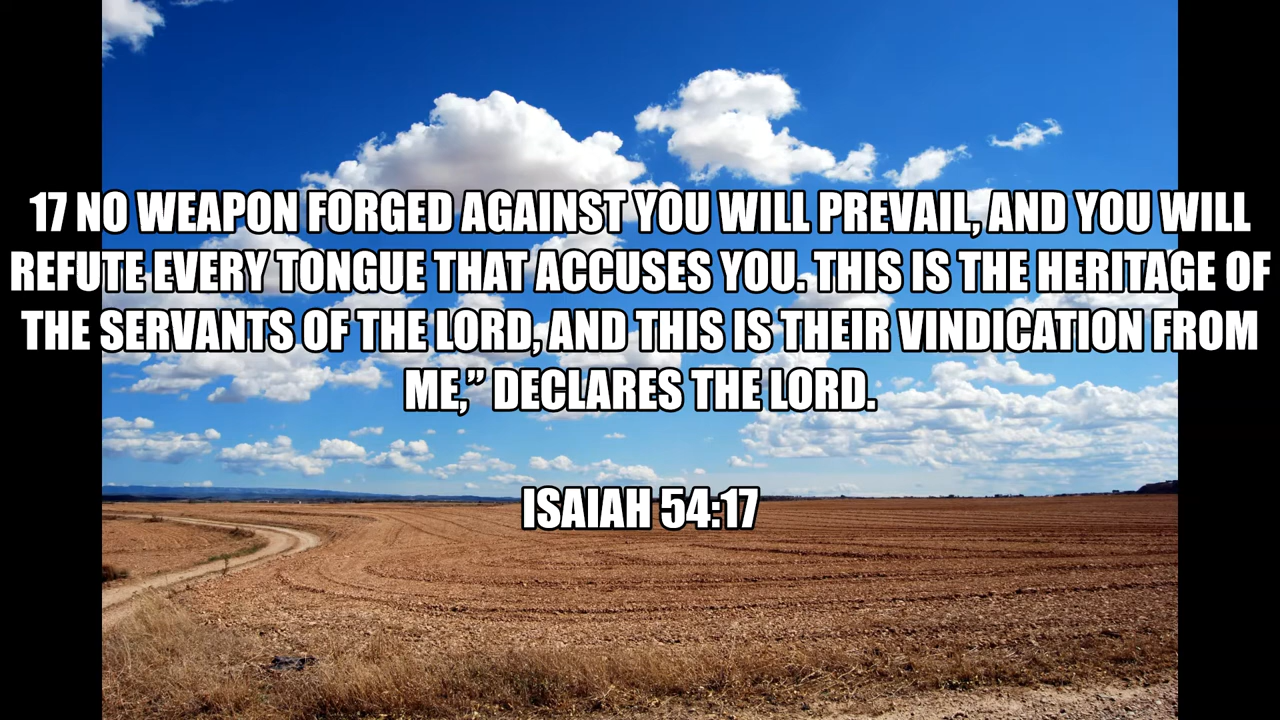 17 NO WEAPON FORGED AGAINST YOU WILL PREVAIL, AND YOU WILL
REFUTE EVERY TONGUE THAT ACCUSES YOU. THIS IS THE HERITAGE OF
THE SERVANTS OF THE LORD, AND THIS IS THEIR VINDICATION FROM
ME,” DECLARES THE LORD.
ISAIAH 54:17